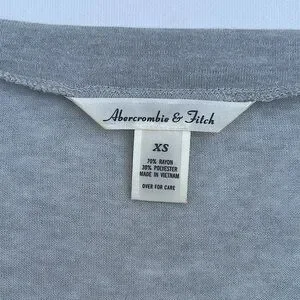 Abercrombie & Fitch
XS
70% RAYON
30% POLYESTER
MADE IN VIETNAM
OVER FOR CARE